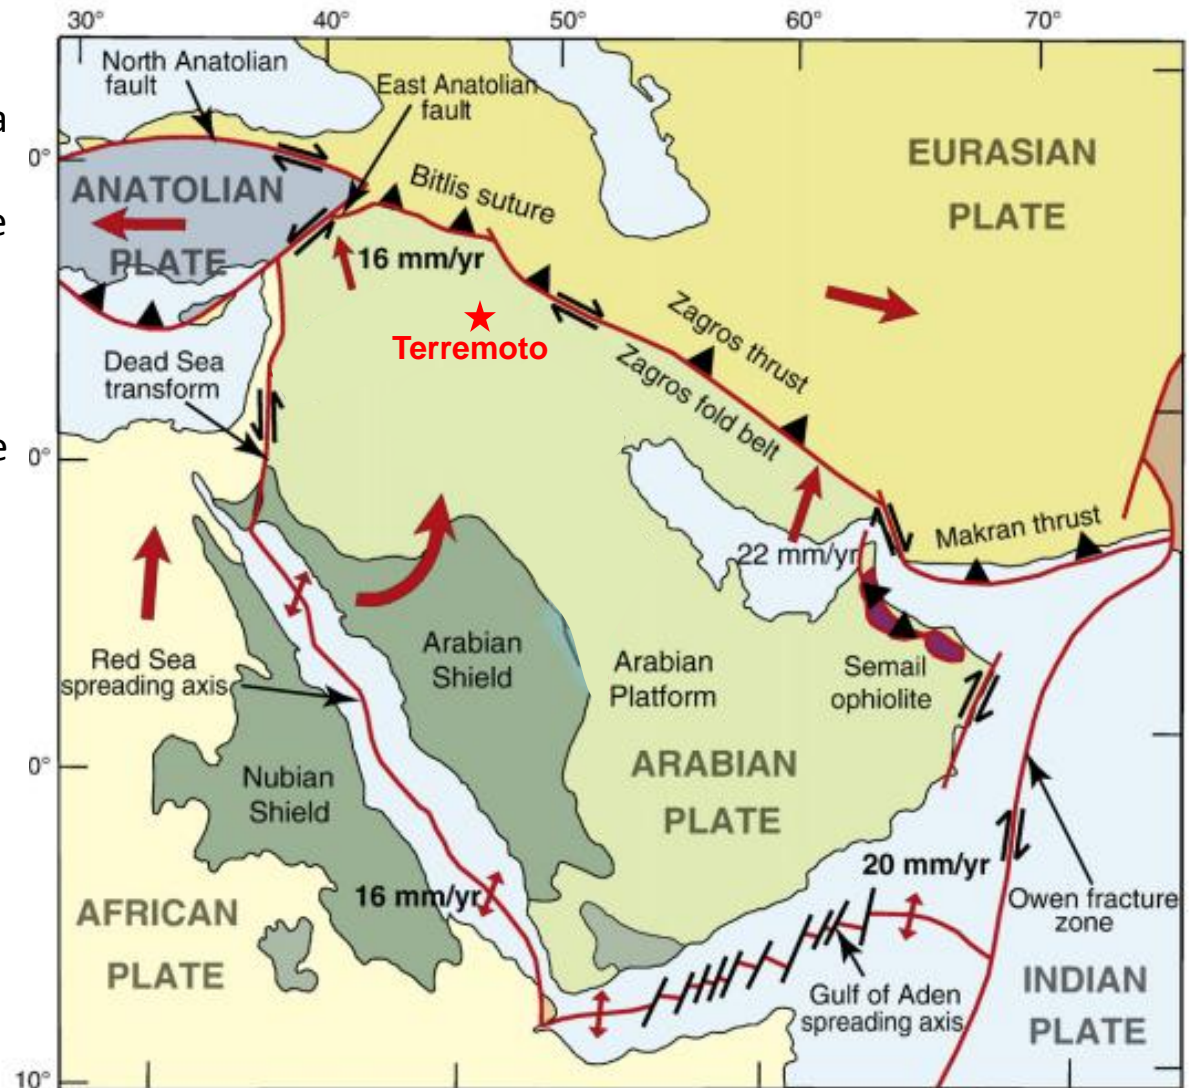 30°
40°
50°
60°
70°
North Anatolian
fault
East Anatolian
fault
a
0°
ANATOLIAN
PLATE
Bitlis suture
EURASIAN
PLATE
e
16 mm/yr
Terremoto
Zagros thrust
Zagros fold belt
Dead Sea
transform
e
0°
Makran thrust
22 mm/yr
Arabian
Shield
Arabian
Platform
Semail
ophiolite
Red Sea
spreading axis
0°
Nubian
Shield
ARABIAN
PLATE
20 mm/yr
16 mm/yr
Owen fracture
zone
AFRICAN
PLATE
Gulf of Aden
spreading axis
INDIAN
PLATE
10°